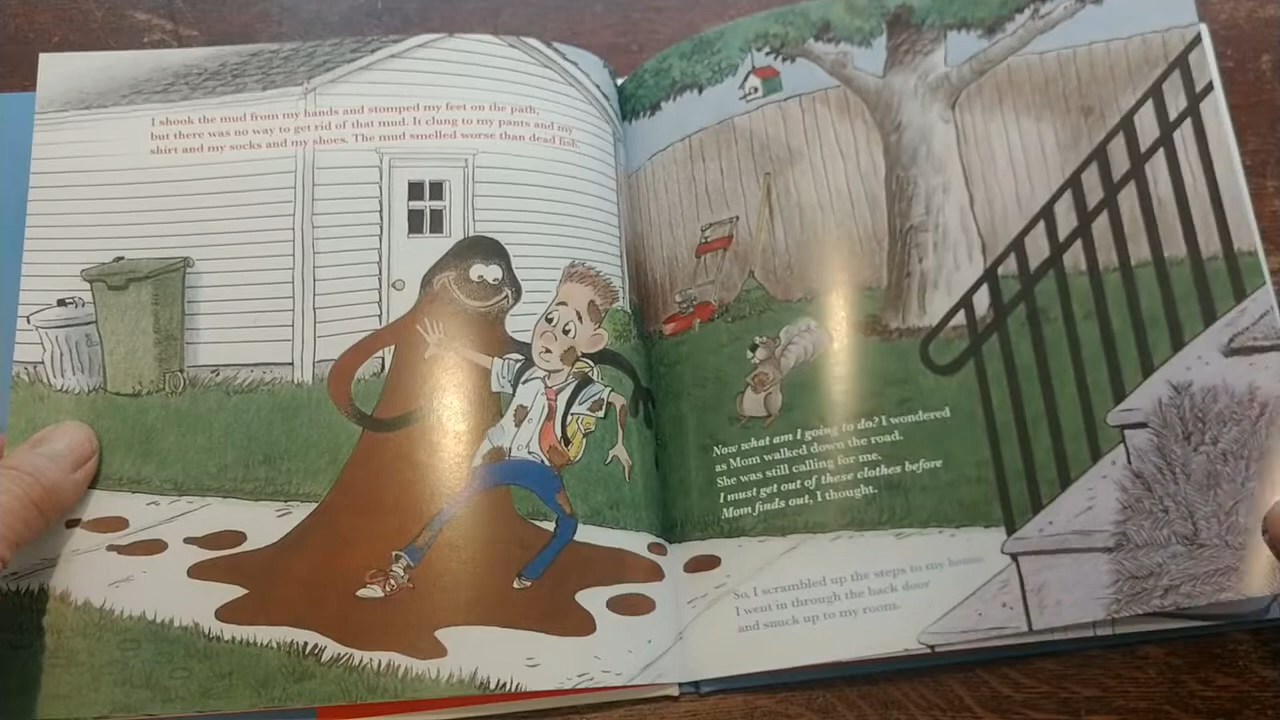 I shook the mud from my hands and stomped my feet on the path,
but there was no way to get rid of that mud. It clung to my pants and my
shirt and my socks and my shoes. The mud smelled worse than dead fish.
Now what am I going to do? I wondered
as Mom walked down the road.
She was still calling for me.
I must get out of these clothes before
Mom finds out, I thought.
So, I scrambled up the steps to my house.
I went in through the back door
and snuck up to my room.